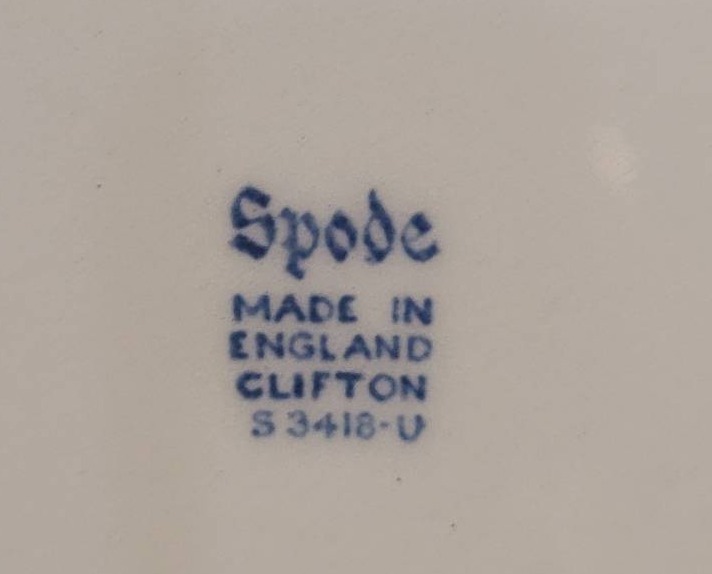 Spode
MADE IN
ENGLAND
CLIFTON
S 3418-U